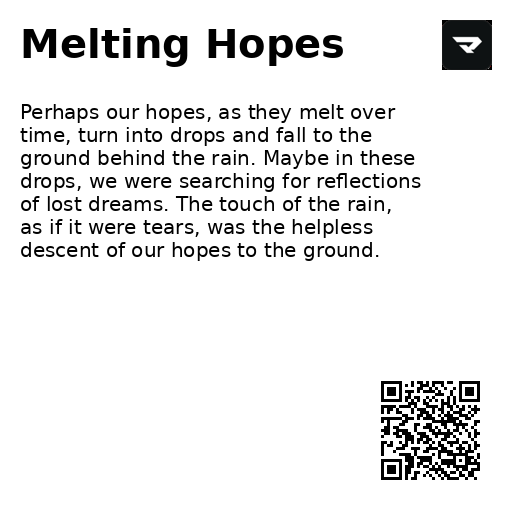 Melting Hopes
Perhaps our hopes, as they melt over
time, turn into drops and fall to the
ground behind the rain. Maybe in these
drops, we were searching for reflections
of lost dreams. The touch of the rain,
as if it were tears, was the helpless
descent of our hopes to the ground.